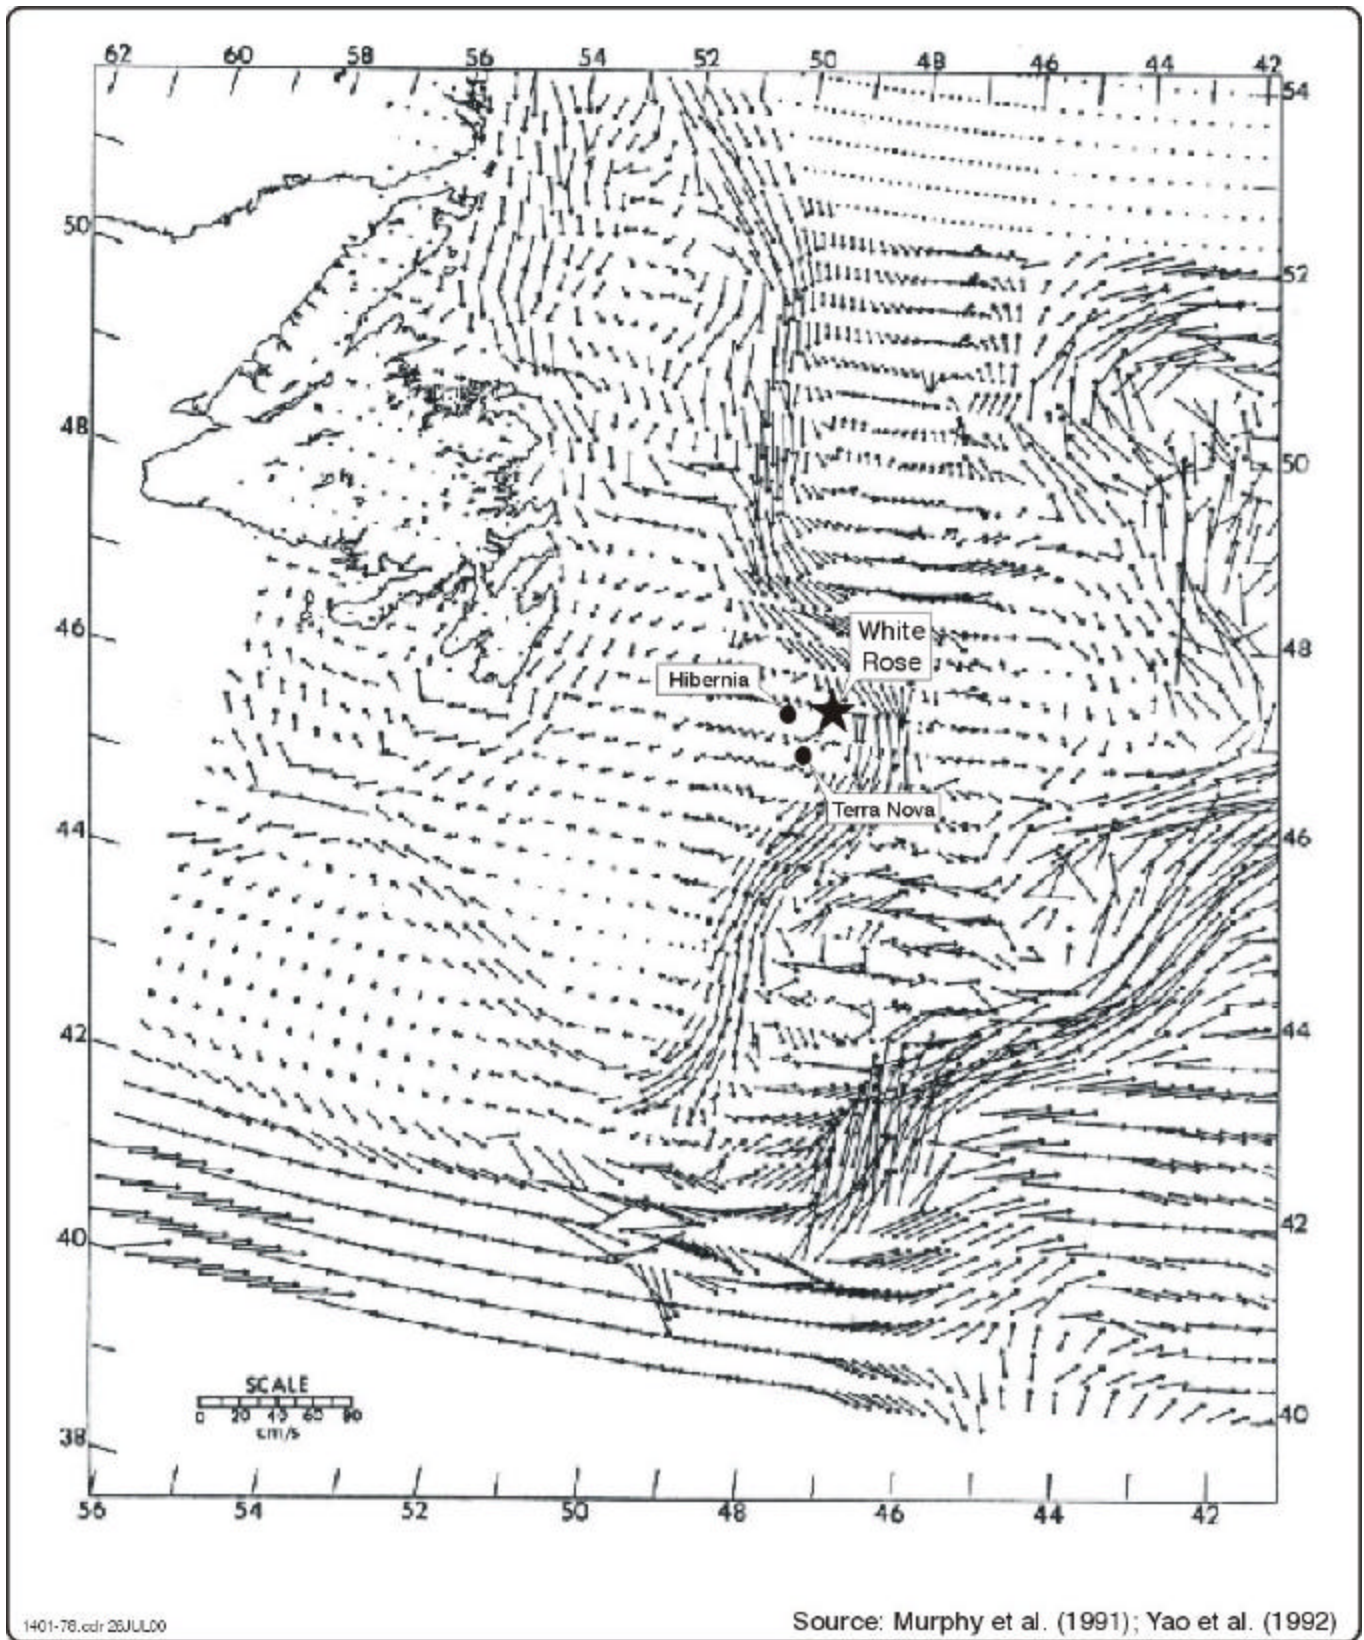 62 60 58 56 54 52 50 48 46 44 42
54
50
52
48
50
46
48
White
Rose
Hibernia
Terra Nova
44
46
42
44
40
42
SCALE
0 20 40 60 80
cm/s
40
38
56 54 52 50 48 46 44 42
1401-78.cdr 26JUL00
Source: Murphy et al. (1991); Yao et al. (1992)